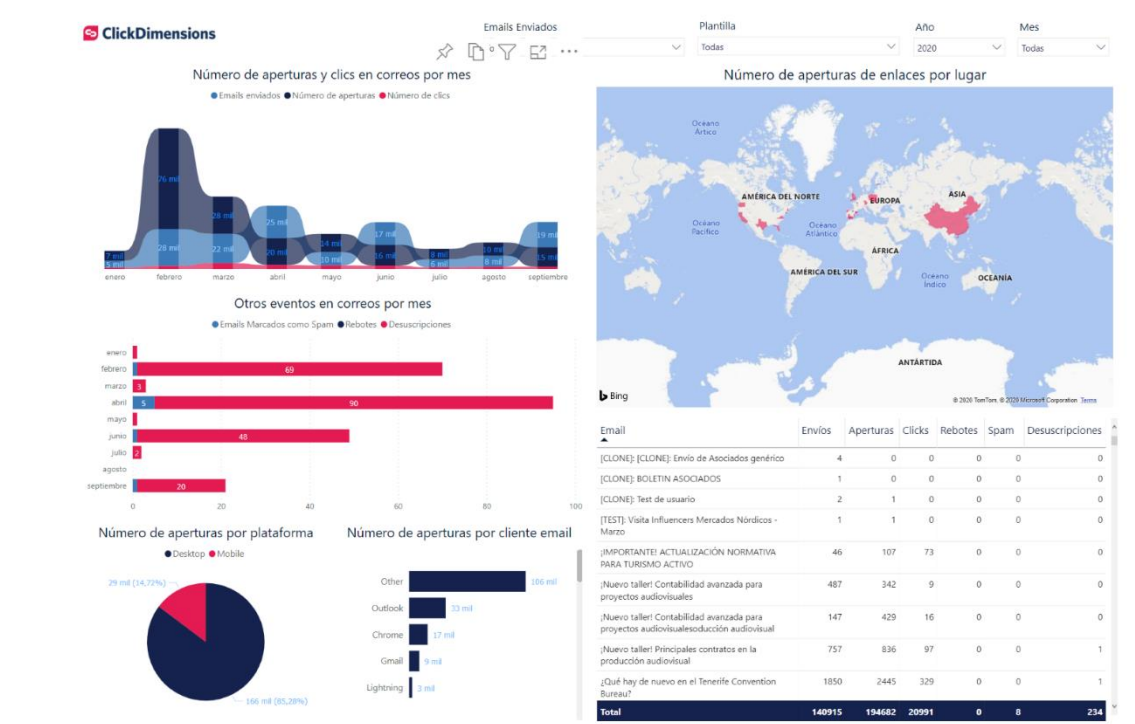 ClickDimensions
Emails Enviados
Plantilla
Todas
Año
2020
Mes
Todas
Número de aperturas y clics en correos por mes
Emails enviados Número de aperturas Número de clics
76 mil
28 mil
7 mil
5 mil
28 mil
22 mil
25 mil
20 mil
14 mil
10 mil
17 mil
16 mil
8 mil
6 mil
10 mil
8 mil
19 mil
15 mil
enero febrero marzo abril mayo junio julio agosto septiembre
Otros eventos en correos por mes
Emails Marcados como Spam Rebotes Desuscripciones
enero
febrero 69
marzo 3
abril 5 90
mayo
junio 48
julio 2
agosto
septiembre 20
0 20 40 60 80 100
Número de aperturas por plataforma
Desktop Mobile
29 mil (14,72%)
166 mil (85,28%)
Número de aperturas por cliente email
Other 106 mil
Outlook 33 mil
Chrome 17 mil
Gmail 9 mil
Lightning 3 mil
Número de aperturas de enlaces por lugar
Océano
Ártico
AMÉRICA DEL NORTE
EUROPA
ASIA
Océano
Pacífico
Océano
Atlántico
ÁFRICA
AMÉRICA DEL SUR
Océano
Índico
OCEANÍA
ANTÁRTIDA
Bing
© 2020 TomTom, © 2020 Microsoft Corporation Terms
Email Envíos Aperturas Clicks Rebotes Spam Desuscripciones
[CLONE]: [CLONE]: Envío de Asociados genérico 4 0 0 0 0 0
[CLONE]: BOLETIN ASOCIADOS 1 0 0 0 0 0
[CLONE]: Test de usuario 2 1 0 0 0 0
[TEST]: Visita Influencers Mercados Nórdicos - 1 1 0 0 0 0
Marzo
¡IMPORTANTE! ACTUALIZACIÓN NORMATIVA 46 107 73 0 0 0
PARA TURISMO ACTIVO
¡Nuevo taller! Contabilidad avanzada para 487 342 9 0 0 0
proyectos audiovisuales
¡Nuevo taller! Contabilidad avanzada para 147 429 16 0 0 0
proyectos audiovisualesoducción audiovisual
¡Nuevo taller! Principales contratos en la 757 836 97 0 0 1
producción audiovisual
¿Qué hay de nuevo en el Tenerife Convention 1850 2445 329 0 0 1
Bureau?
Total 140915 194682 20991 0 8 234